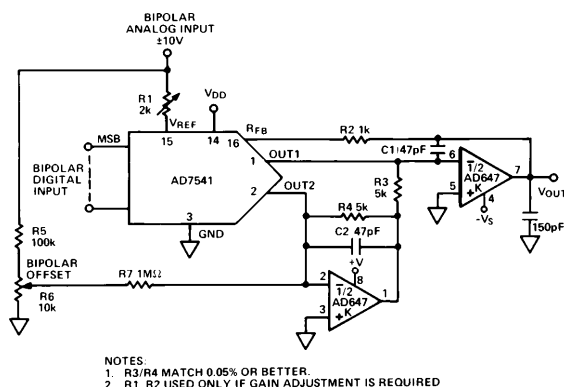 BIPOLAR
ANALOG INPUT
±10V
R1
2k
VREF
VDD
15
14
16
RFB
R2 1k
C1 47pF
MSB
BIPOLAR
DIGITAL
INPUT
AD7541
1
OUT1
2
OUT2
3
GND
R3
5k
R4 5k
C2 47pF
6
1/2
AD647
K
5
7
4
-VS
VOUT
150pF
R5
100k
BIPOLAR
OFFSET
R6
10k
R7 1MΩ
+V
8
2
1/2
AD647
K
3
1
NOTES:
1. R3/R4 MATCH 0.05% OR BETTER.
2. R1, R2 USED ONLY IF GAIN ADJUSTMENT IS REQUIRED